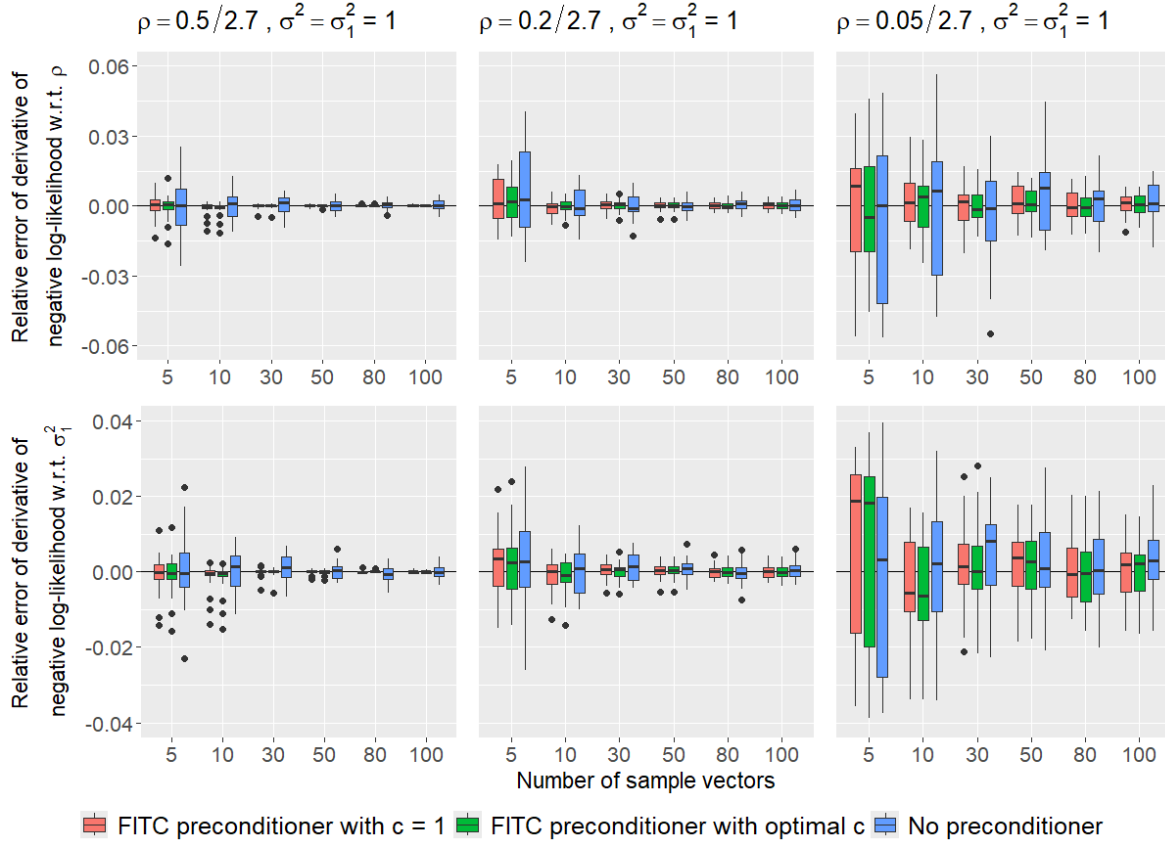 ρ = 0.5/2.7 , σ² = σ₁² = 1
ρ = 0.2/2.7 , σ² = σ₁² = 1
ρ = 0.05/2.7 , σ² = σ₁² = 1
Relative error of derivative of
negative log-likelihood w.r.t. ρ
0.06
0.03
0.00
-0.03
-0.06
5 10 30 50 80 100
5 10 30 50 80 100
5 10 30 50 80 100
Relative error of derivative of
negative log-likelihood w.r.t. σ₁²
0.04
0.02
0.00
-0.02
-0.04
5 10 30 50 80 100
5 10 30 50 80 100
5 10 30 50 80 100
Number of sample vectors
FITC preconditioner with c = 1 FITC preconditioner with optimal c No preconditioner